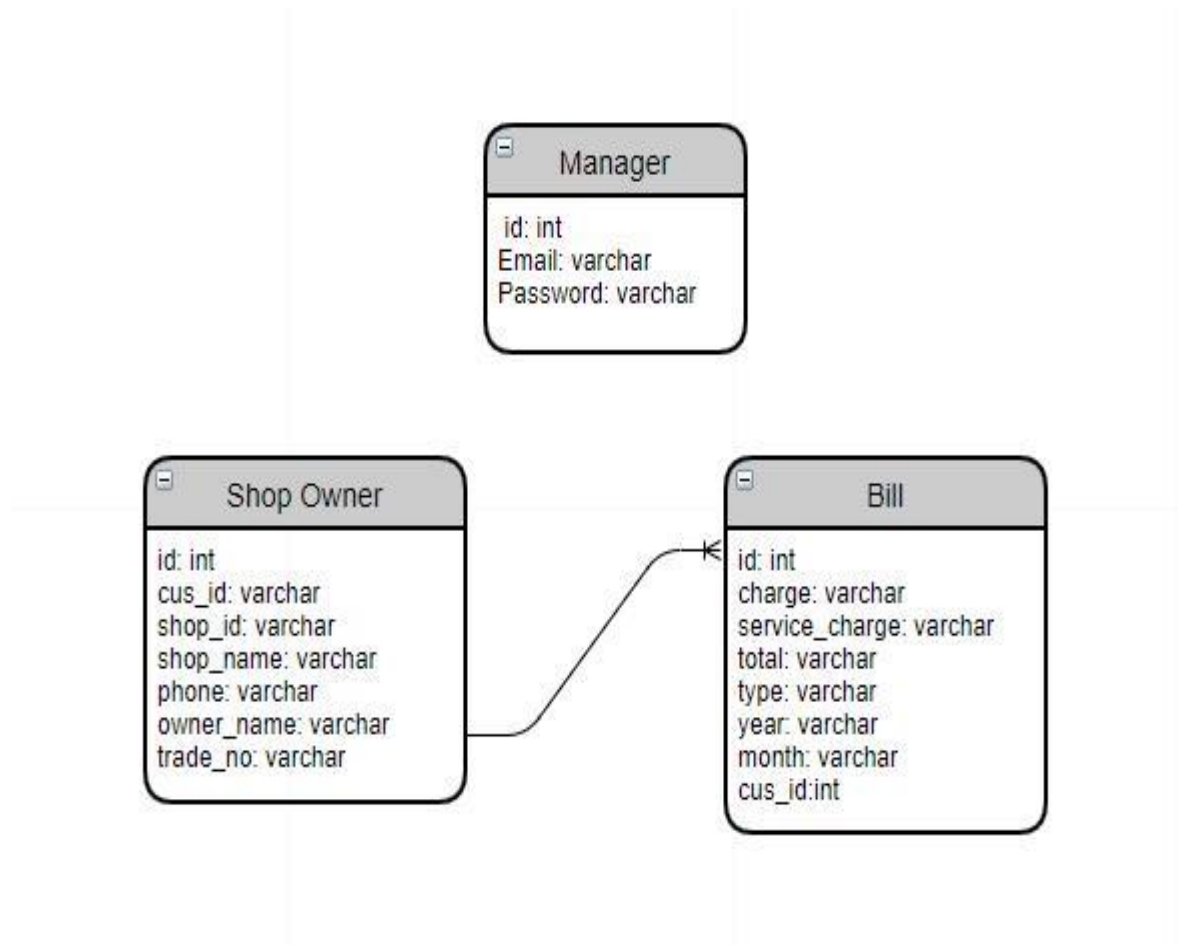 Manager
id: int
Email: varchar
Password: varchar
Shop Owner
id: int
cus_id: varchar
shop_id: varchar
shop_name: varchar
phone: varchar
owner_name: varchar
trade_no: varchar
Bill
id: int
charge: varchar
service_charge: varchar
total: varchar
type: varchar
year: varchar
month: varchar
cus_id:int